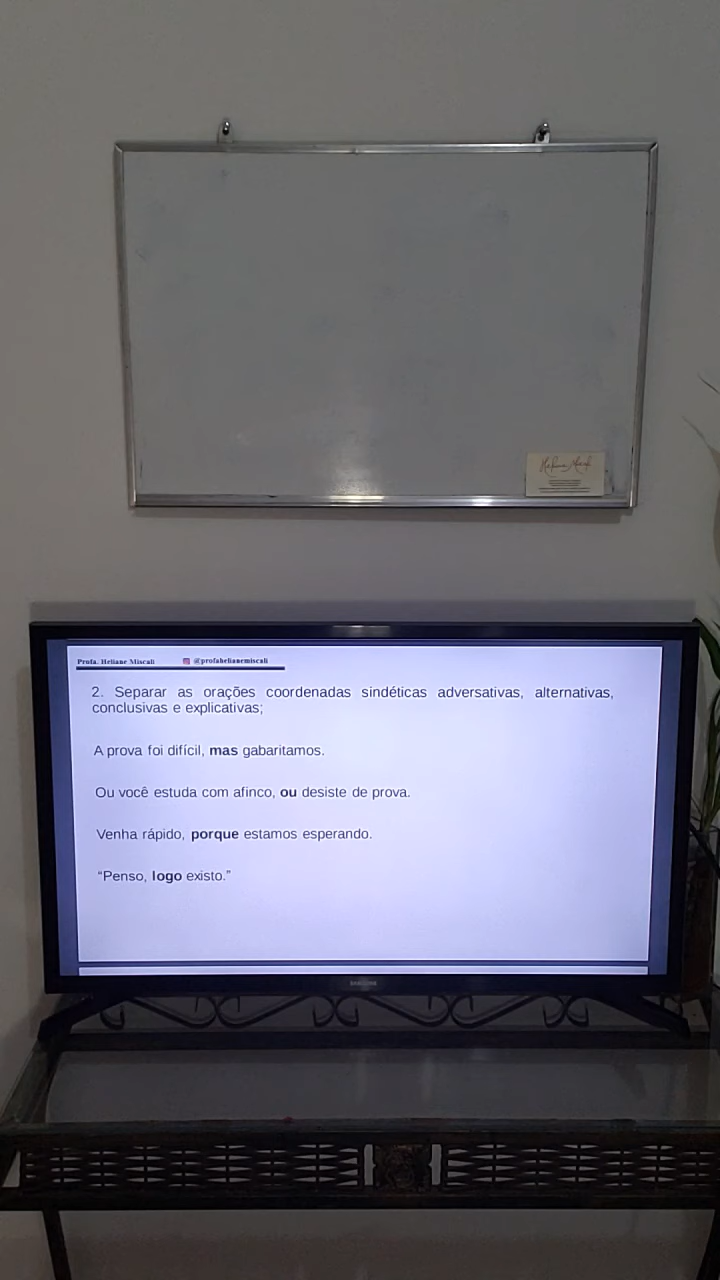 Profa. Heliane Miscali @profahelianemiscali
2. Separar as orações coordenadas sindéticas adversativas, alternativas,
conclusivas e explicativas;
A prova foi difícil, mas gabaritamos.
Ou você estuda com afinco, ou desiste de prova.
Venha rápido, porque estamos esperando.
“Penso, logo existo.”
SAMSUNG